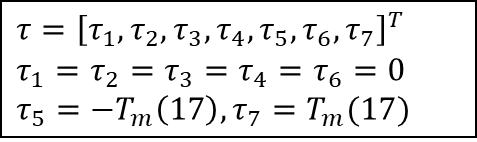 τ = [τ₁, τ₂, τ₃, τ₄, τ₅, τ₆, τ₇]ᵀ
τ₁ = τ₂ = τ₃ = τ₄ = τ₆ = 0
τ₅ = −Tₘ(17), τ₇ = Tₘ(17)